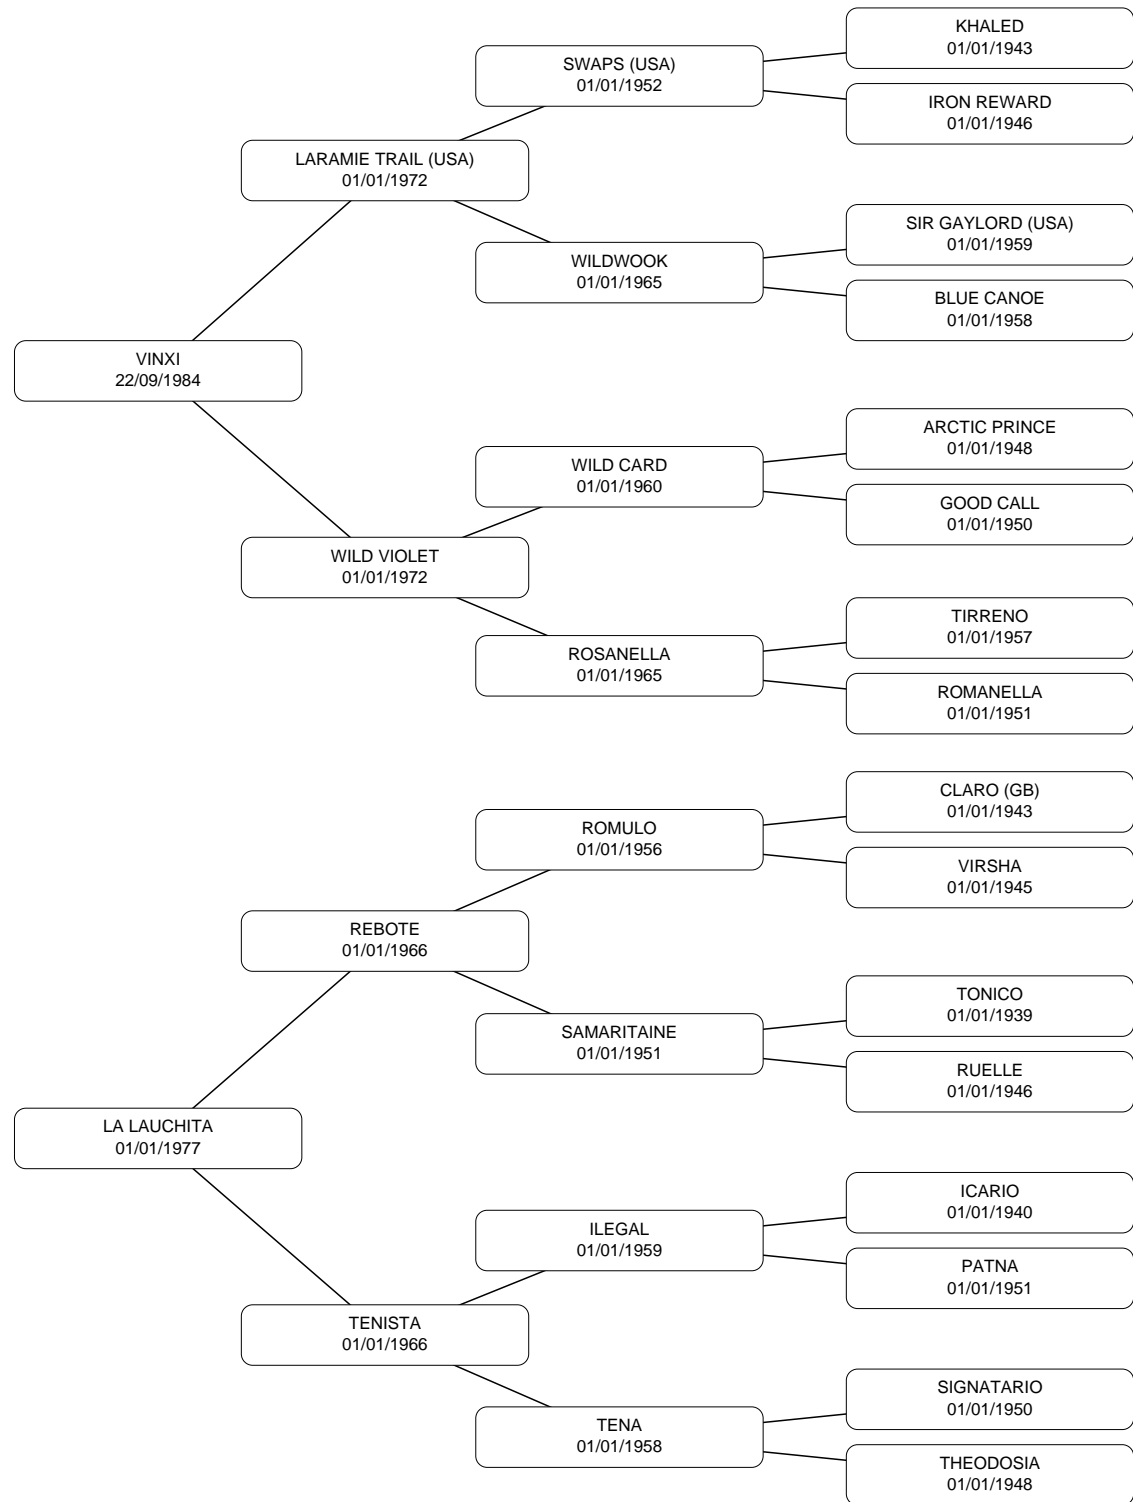 KHALED
01/01/1943
SWAPS (USA)
01/01/1952
IRON REWARD
01/01/1946
LARAMIE TRAIL (USA)
01/01/1972
SIR GAYLORD (USA)
01/01/1959
WILDWOOK
01/01/1965
BLUE CANOE
01/01/1958
VINXI
22/09/1984
ARCTIC PRINCE
01/01/1948
WILD CARD
01/01/1960
GOOD CALL
01/01/1950
WILD VIOLET
01/01/1972
TIRRENO
01/01/1957
ROSANELLA
01/01/1965
ROMANELLA
01/01/1951
CLARO (GB)
01/01/1943
ROMULO
01/01/1956
VIRSHA
01/01/1945
REBOTE
01/01/1966
TONICO
01/01/1939
SAMARITAINE
01/01/1951
RUELLE
01/01/1946
LA LAUCHITA
01/01/1977
ICARIO
01/01/1940
ILEGAL
01/01/1959
PATNA
01/01/1951
TENISTA
01/01/1966
SIGNATARIO
01/01/1950
TENA
01/01/1958
THEODOSIA
01/01/1948